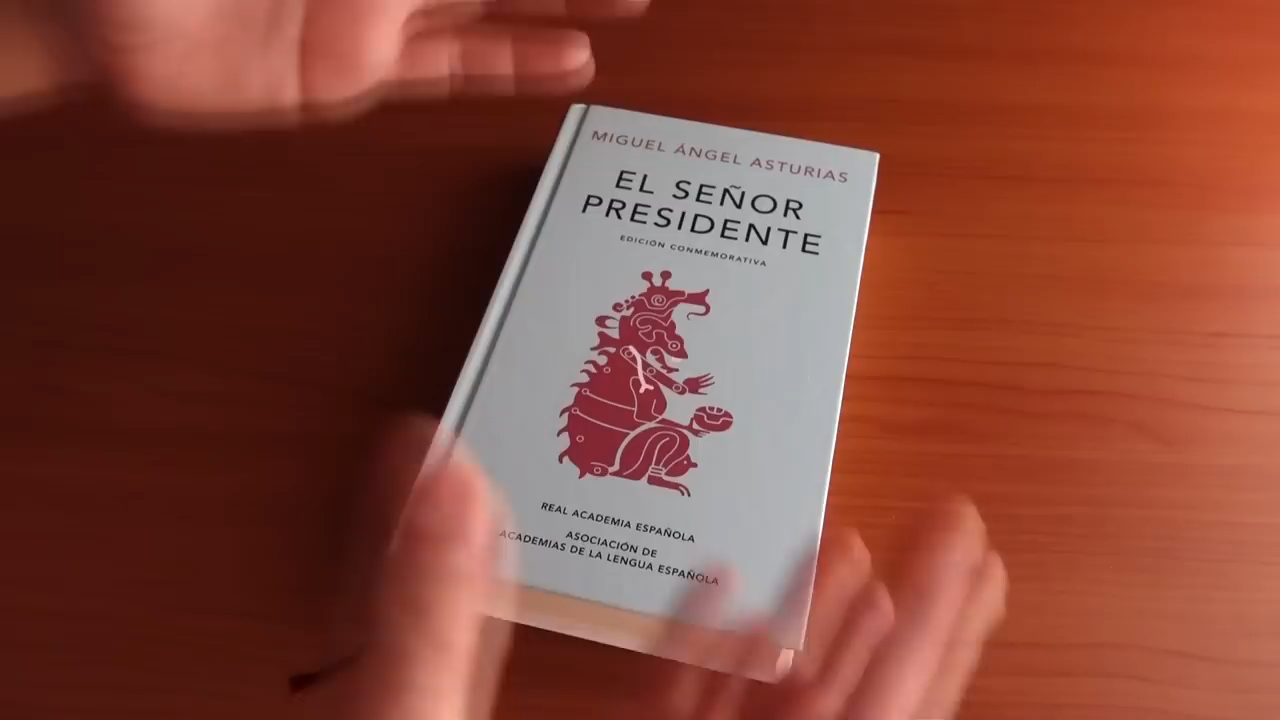 MIGUEL ÁNGEL ASTURIAS
EL SEÑOR
PRESIDENTE
EDICIÓN CONMEMORATIVA
REAL ACADEMIA ESPAÑOLA
ASOCIACIÓN DE
ACADEMIAS DE LA LENGUA ESPAÑOLA